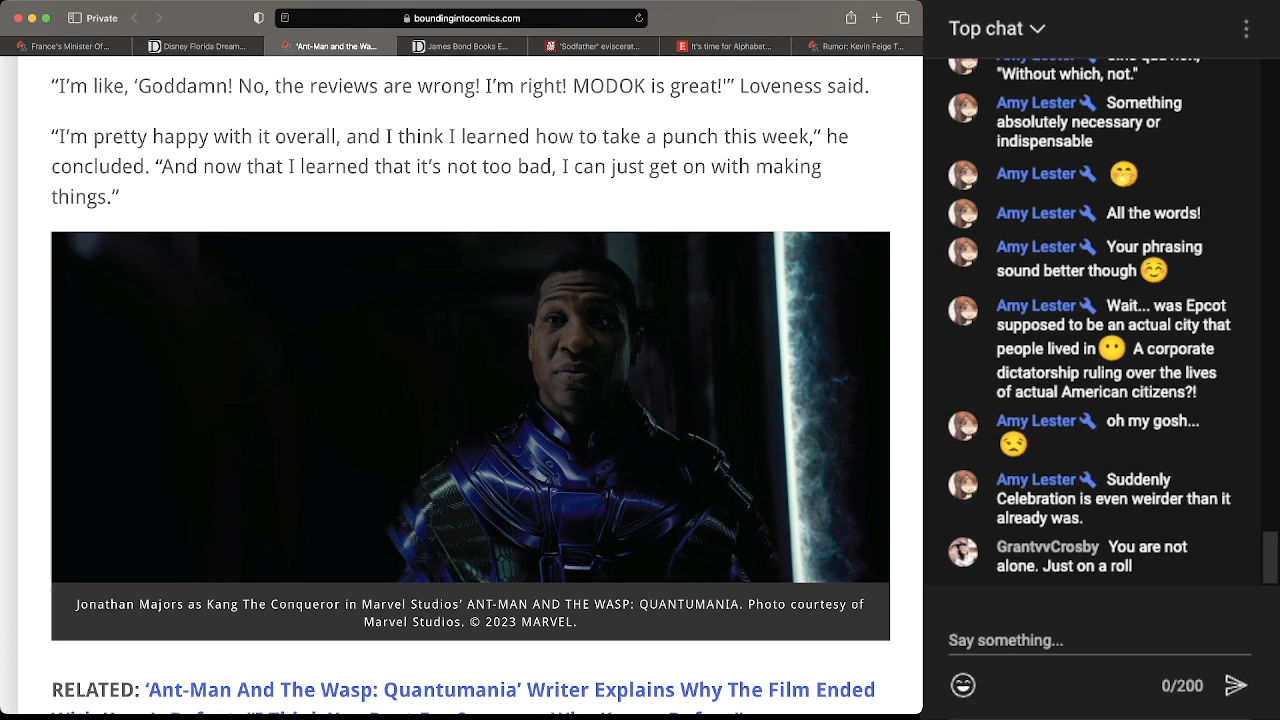 Private
boundingintocomics.com
France's Minister Of...
Disney Florida Dream...
'Ant-Man and the Wa...
James Bond Books E...
'Sodfather' eviscerat...
It's time for Alphabet...
Rumor: Kevin Feige T...
“I'm like, ‘Goddamn! No, the reviews are wrong! I'm right! MODOK is great!'” Loveness said.
“I'm pretty happy with it overall, and I think I learned how to take a punch this week,” he
concluded. “And now that I learned that it's not too bad, I can just get on with making
things.”
Jonathan Majors as Kang The Conqueror in Marvel Studios' ANT-MAN AND THE WASP: QUANTUMANIA. Photo courtesy of
Marvel Studios. © 2023 MARVEL.
RELATED: ‘Ant-Man And The Wasp: Quantumania’ Writer Explains Why The Film Ended
Top chat
"Without which, not."
Amy Lester Something
absolutely necessary or
indispensable
Amy Lester
Amy Lester All the words!
Amy Lester Your phrasing
sound better though
Amy Lester Wait... was Epcot
supposed to be an actual city that
people lived in A corporate
dictatorship ruling over the lives
of actual American citizens?!
Amy Lester oh my gosh...
Amy Lester Suddenly
Celebration is even weirder than it
already was.
GrantvvCrosby You are not
alone. Just on a roll
Say something...
0/200